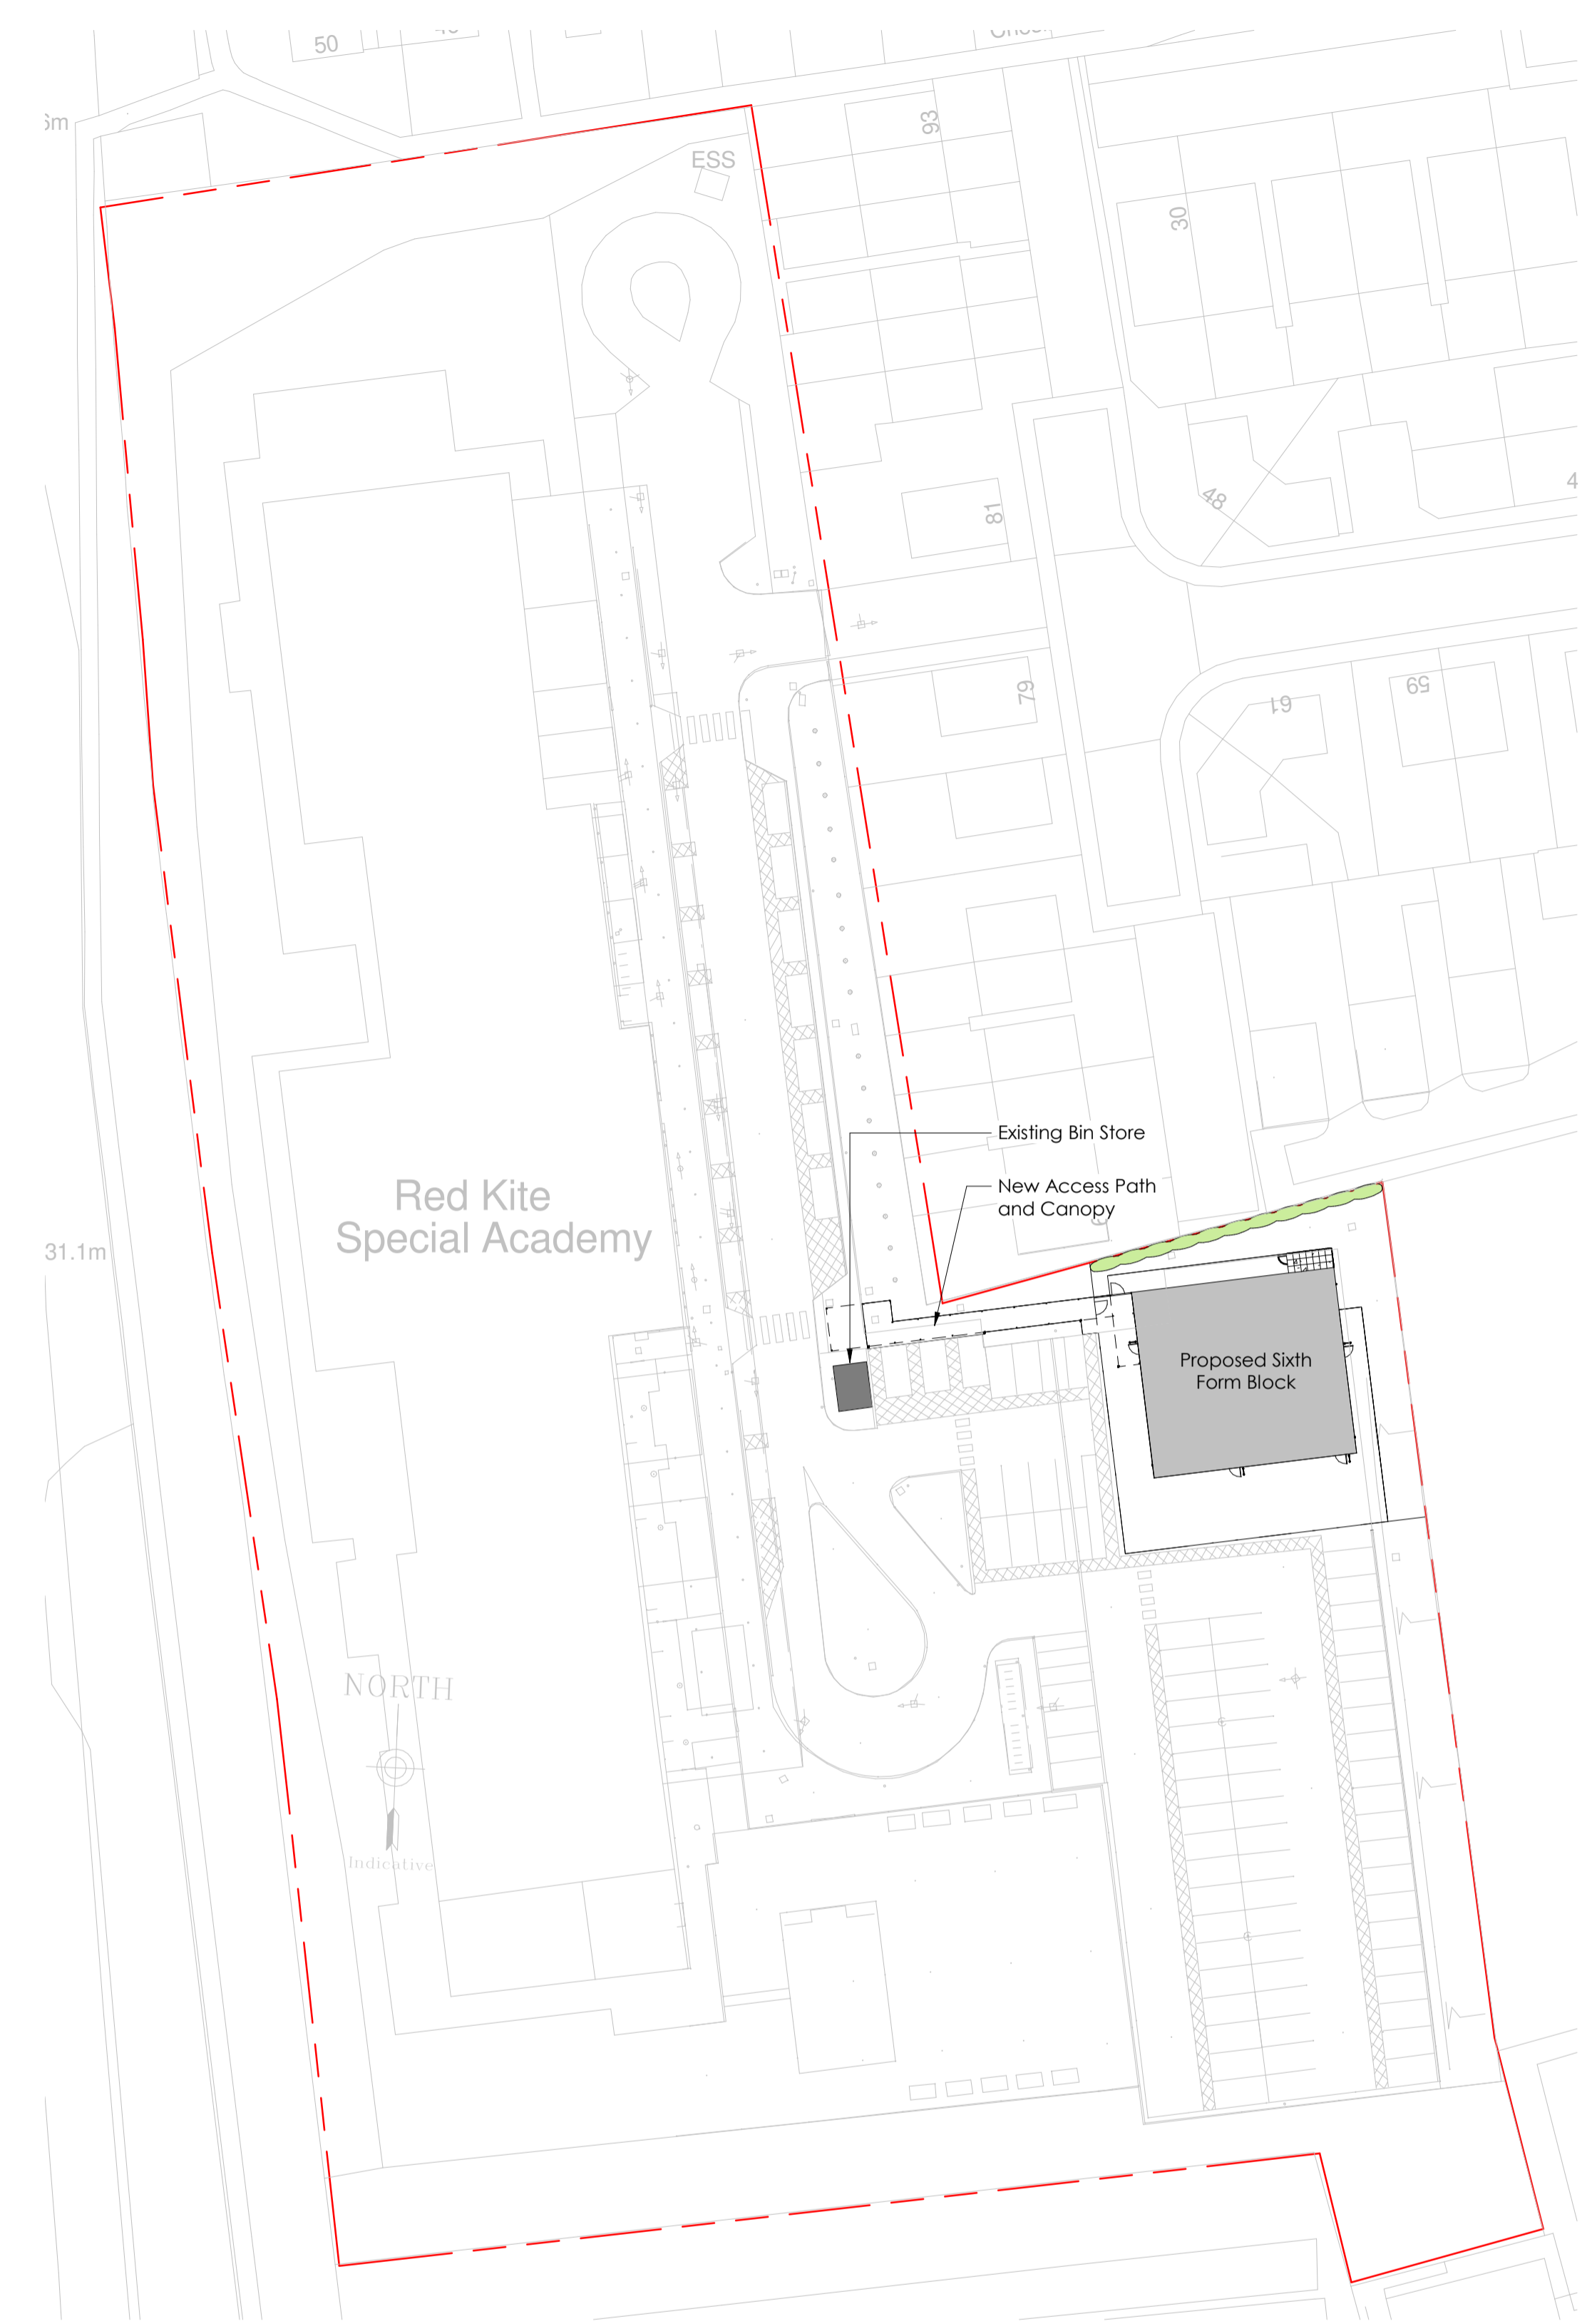 50
ESS
93
30
81
48
79
61
59
Existing Bin Store
New Access Path
and Canopy
Red Kite
Special Academy
31.1m
Proposed Sixth
Form Block
NORTH
Indicative